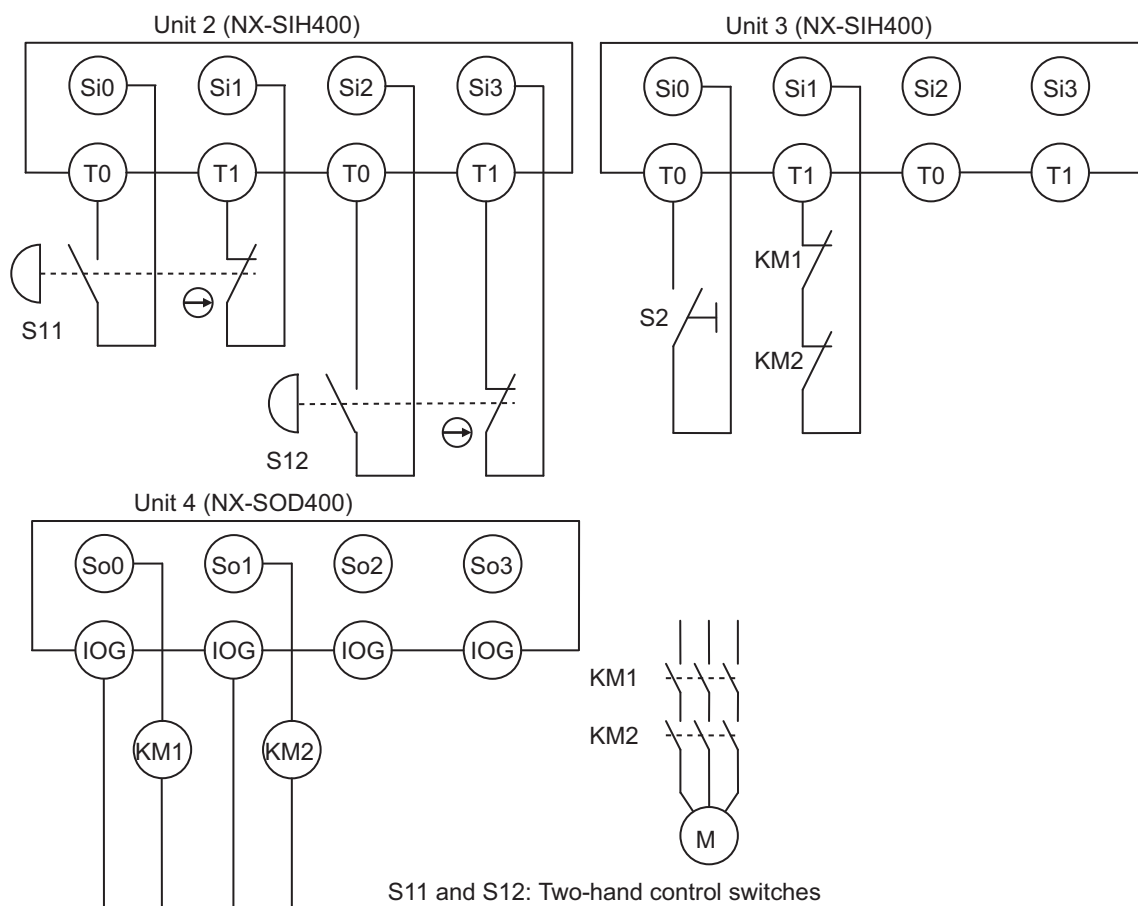 Unit 2 (NX-SIH400)
Si0 Si1 Si2 Si3
T0 T1 T0 T1
S11
S12
Unit 3 (NX-SIH400)
Si0 Si1 Si2 Si3
T0 T1 T0 T1
KM1
S2
KM2
Unit 4 (NX-SOD400)
So0 So1 So2 So3
IOG IOG IOG IOG
KM1 KM2
KM1
KM2
M
S11 and S12: Two-hand control switches